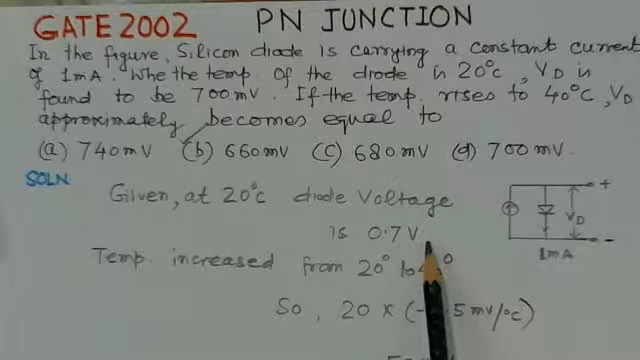 GATE2002 PN JUNCTION
In the figure, Silicon diode is carrying a constant current
of 1mA. Whe the temp. of the diode is 20°C, VD is
found to be 700mV. If the temp. rises to 40°C, VD
approximately becomes equal to
(a) 740mV (b) 660mV (c) 680mV (d) 700mV.
SOLN
Given, at 20°C diode Voltage
is 0.7V
+
VD
-
1mA
Temp. increased from 20° to
So, 20 × (- 5mv/°c)